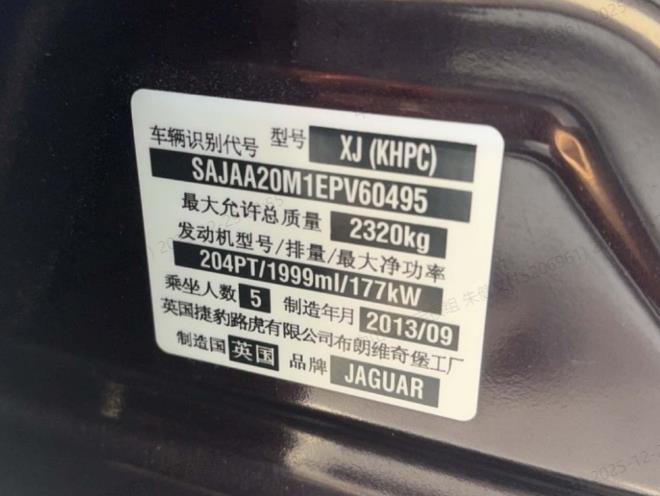 型号 XJ (KHPC)
车辆识别代号
SAJAA20M1EPV60495
最大允许总质量 2320kg
发动机型号/排量/最大净功率
204PT/1999ml/177kW
乘坐人数 5 制造年月 2013/09
英国捷豹路虎有限公司布朗维奇堡工厂
制造国 英国 品牌 JAGUAR